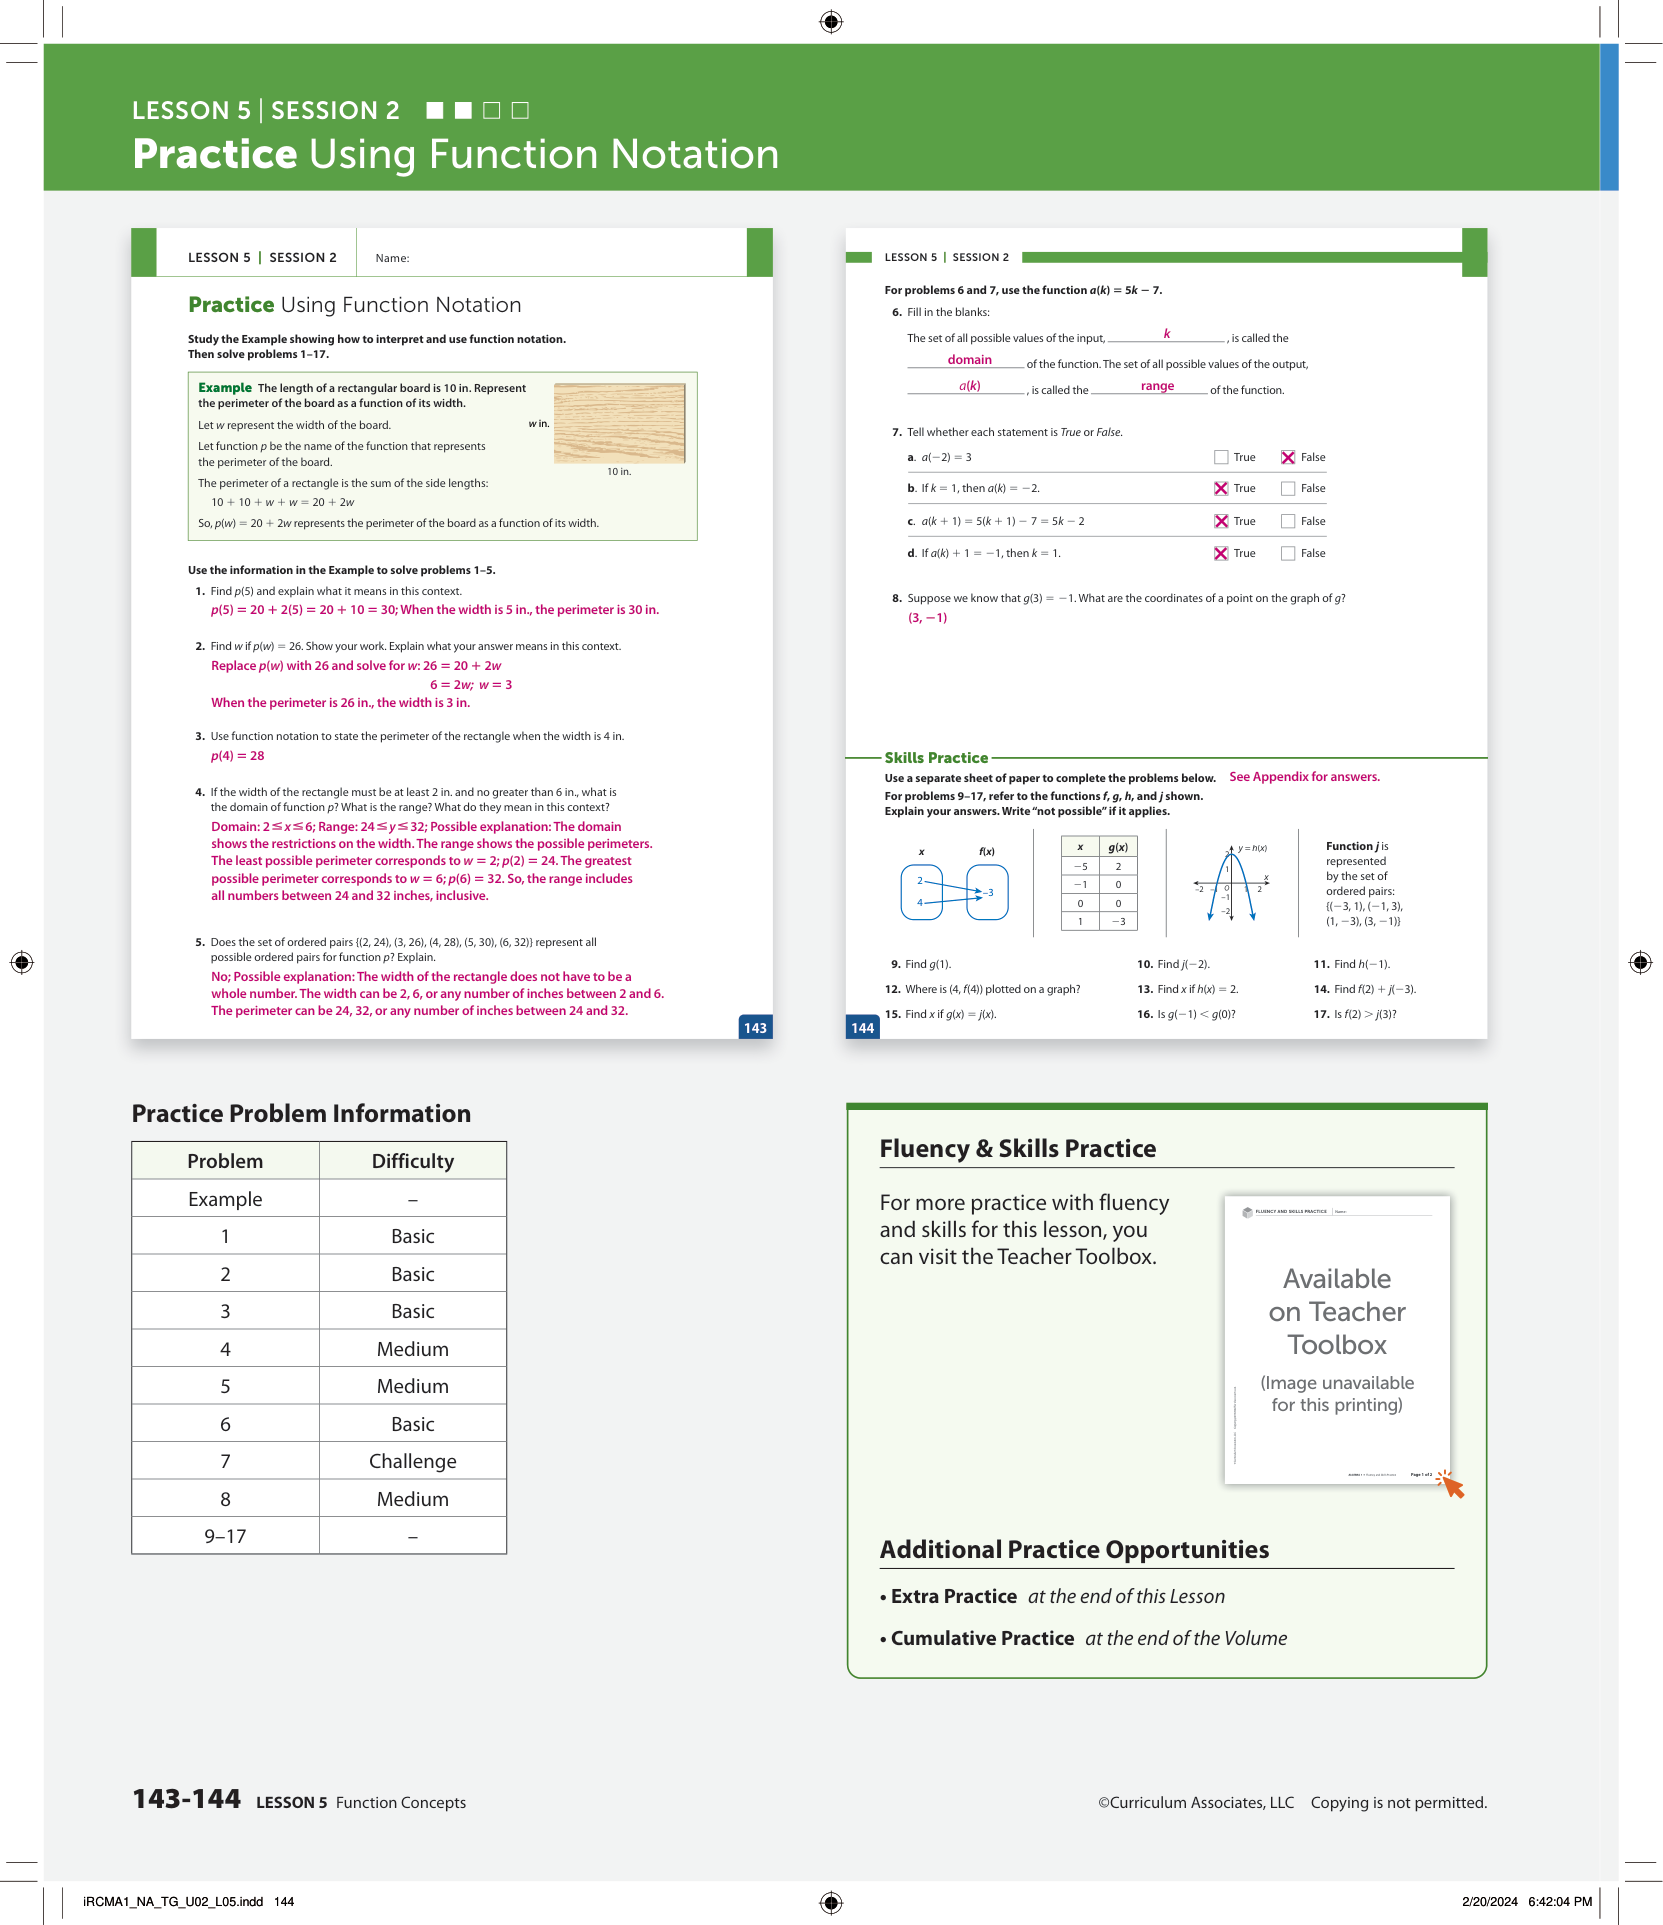 LESSON 5 | SESSION 2
Practice Using Function Notation
LESSON 5 | SESSION 2 Name:
Practice Using Function Notation
Study the Example showing how to interpret and use function notation.
Then solve problems 1–17.
Example The length of a rectangular board is 10 in. Represent
the perimeter of the board as a function of its width.
Let w represent the width of the board.
Let function p be the name of the function that represents
the perimeter of the board.
The perimeter of a rectangle is the sum of the side lengths:
10 + 10 + w + w = 20 + 2w
So, p(w) = 20 + 2w represents the perimeter of the board as a function of its width.
w in.
10 in.
Use the information in the Example to solve problems 1–5.
1. Find p(5) and explain what it means in this context.
p(5) = 20 + 2(5) = 20 + 10 = 30; When the width is 5 in., the perimeter is 30 in.
2. Find w if p(w) = 26. Show your work. Explain what your answer means in this context.
Replace p(w) with 26 and solve for w: 26 = 20 + 2w
6 = 2w; w = 3
When the perimeter is 26 in., the width is 3 in.
3. Use function notation to state the perimeter of the rectangle when the width is 4 in.
p(4) = 28
4. If the width of the rectangle must be at least 2 in. and no greater than 6 in., what is
the domain of function p? What is the range? What do they mean in this context?
Domain: 2 ≤ x ≤ 6; Range: 24 ≤ y ≤ 32; Possible explanation: The domain
shows the restrictions on the width. The range shows the possible perimeters.
The least possible perimeter corresponds to w = 2; p(2) = 24. The greatest
possible perimeter corresponds to w = 6; p(6) = 32. So, the range includes
all numbers between 24 and 32 inches, inclusive.
5. Does the set of ordered pairs {(2, 24), (3, 26), (4, 28), (5, 30), (6, 32)} represent all
possible ordered pairs for function p? Explain.
No; Possible explanation: The width of the rectangle does not have to be a
whole number. The width can be 2, 6, or any number of inches between 2 and 6.
The perimeter can be 24, 32, or any number of inches between 24 and 32.
143
LESSON 5 | SESSION 2
For problems 6 and 7, use the function a(k) = 5k − 7.
6. Fill in the blanks:
The set of all possible values of the input, k , is called the
domain of the function. The set of all possible values of the output,
a(k) , is called the range of the function.
7. Tell whether each statement is True or False.
a. a(−2) = 3 True False
b. If k = 1, then a(k) = −2. True False
c. a(k + 1) = 5(k + 1) − 7 = 5k − 2 True False
d. If a(k) + 1 = −1, then k = 1. True False
8. Suppose we know that g(3) = −1. What are the coordinates of a point on the graph of g?
(3, −1)
Skills Practice
Use a separate sheet of paper to complete the problems below. See Appendix for answers.
For problems 9–17, refer to the functions f, g, h, and j shown.
Explain your answers. Write “not possible” if it applies.
x f(x)
2
4
–3
x g(x)
−5 2
−1 0
0 0
1 −3
y = h(x)
x
2
1
–2 –1 O 1 2
–1
–2
Function j is
represented
by the set of
ordered pairs:
{(−3, 1), (−1, 3),
(1, −3), (3, −1)}
9. Find g(1). 10. Find j(−2). 11. Find h(−1).
12. Where is (4, f(4)) plotted on a graph? 13. Find x if h(x) = 2. 14. Find f(2) + j(−3).
15. Find x if g(x) = j(x). 16. Is g(−1) < g(0)? 17. Is f(2) > j(3)?
144
Practice Problem Information
Problem Difficulty
Example –
1 Basic
2 Basic
3 Basic
4 Medium
5 Medium
6 Basic
7 Challenge
8 Medium
9–17 –
Fluency & Skills Practice
For more practice with fluency
and skills for this lesson, you
can visit the Teacher Toolbox.
FLUENCY AND SKILLS PRACTICE Name:
Available
on Teacher
Toolbox
(Image unavailable
for this printing)
Page 1 of 2
Additional Practice Opportunities
• Extra Practice at the end of this Lesson
• Cumulative Practice at the end of the Volume
143-144 LESSON 5 Function Concepts
©Curriculum Associates, LLC Copying is not permitted.
iRCMA1_NA_TG_U02_L05.indd 144
2/20/2024 6:42:04 PM